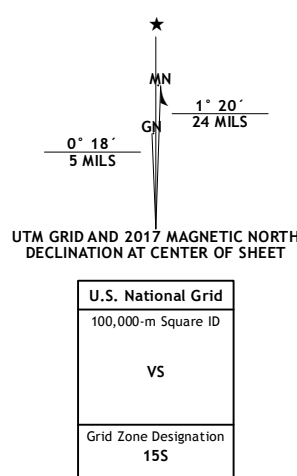 MN
1° 20´
24 MILS
GN
0° 18´
5 MILS
UTM GRID AND 2017 MAGNETIC NORTH
DECLINATION AT CENTER OF SHEET
U.S. National Grid
100,000-m Square ID
VS
Grid Zone Designation
15S